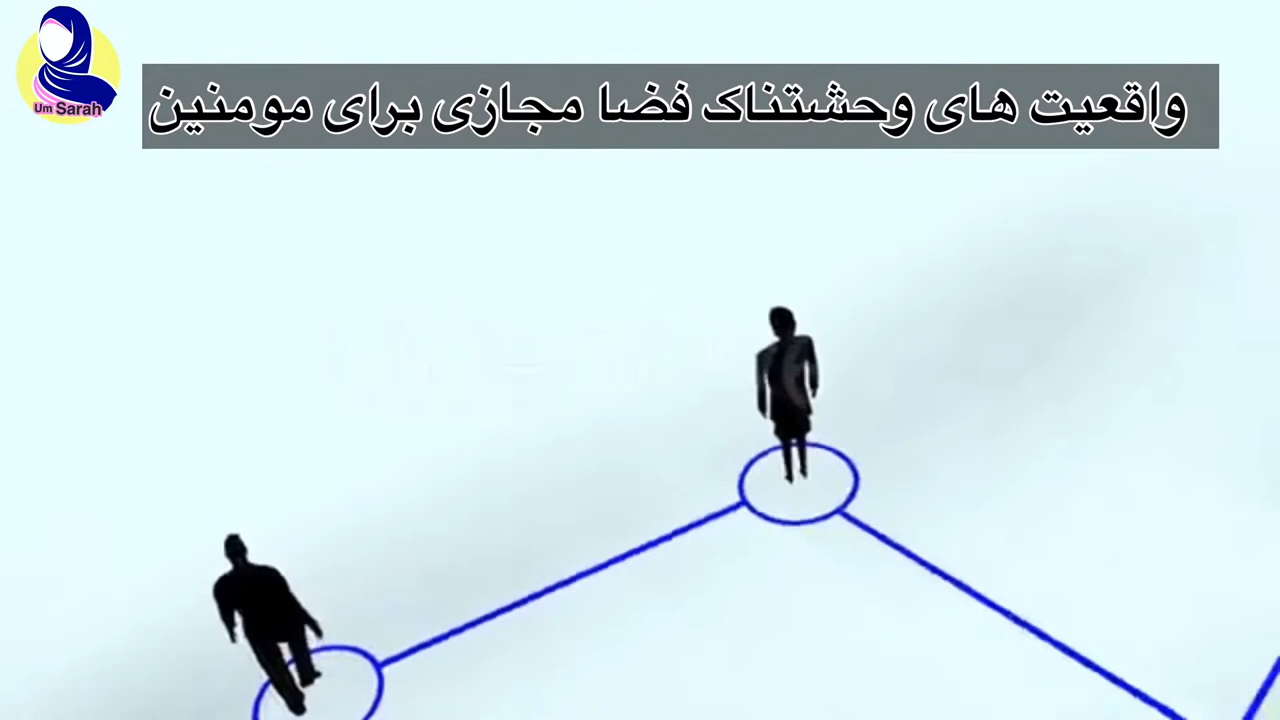 Um Sarah
واقعیت های وحشتناک فضا مجازی برای مومنین